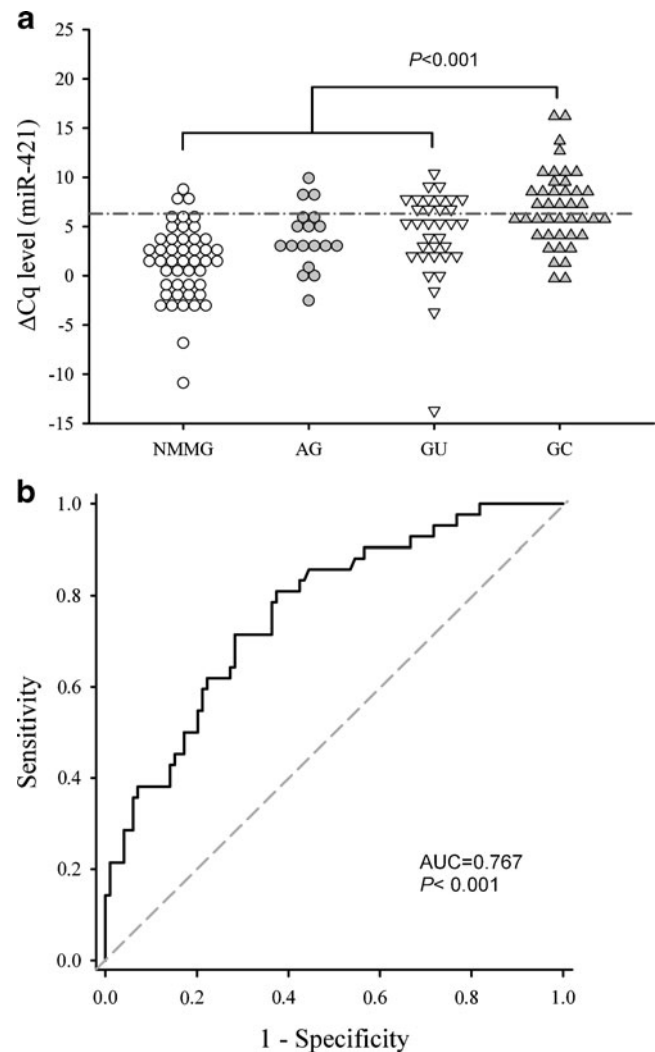 a
P<0.001
25
20
15
10
5
0
-5
-10
-15
ΔCq level (miR-421)
NMMG AG GU GC
b
1.0
0.8
0.6
0.4
0.2
0.0
Sensitivity
AUC=0.767
P< 0.001
0.0 0.2 0.4 0.6 0.8 1.0
1 - Specificity